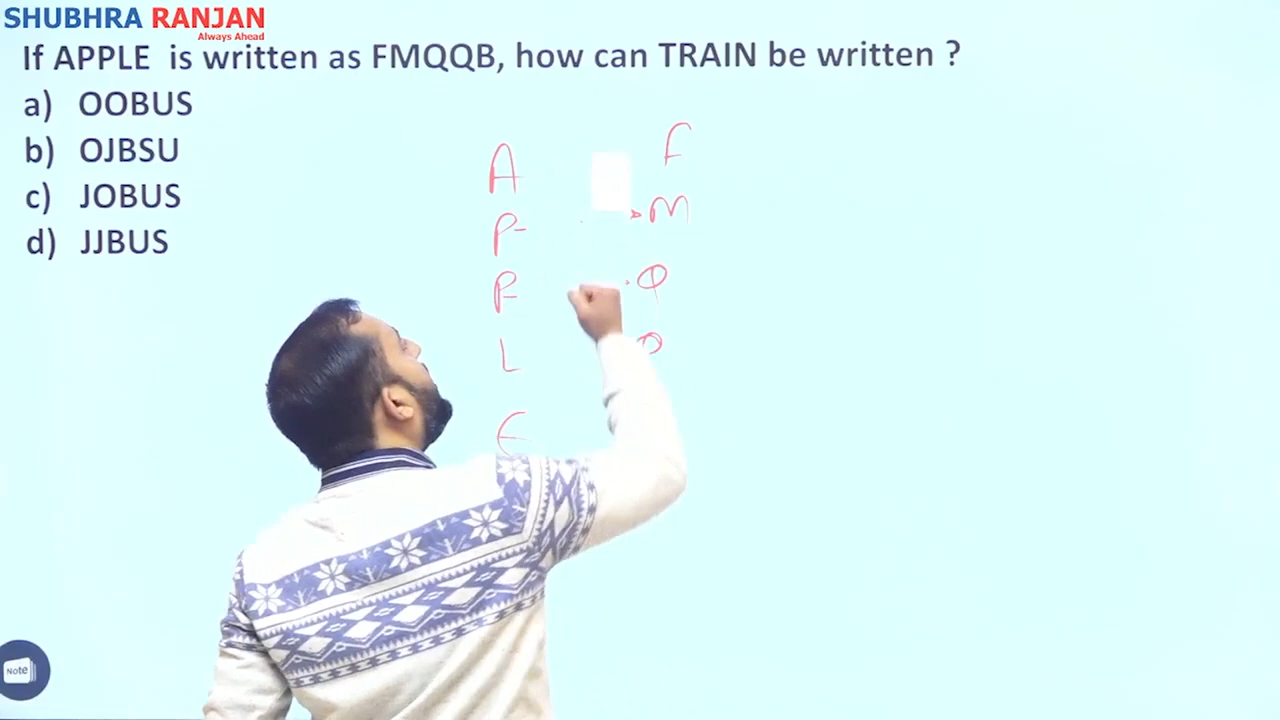 SHUBHRA RANJAN
Always Ahead
If APPLE is written as FMQQB, how can TRAIN be written ?
a) OOBUS
b) OJBSU
c) JOBUS
d) JJBUS
A F
P M
P Q
L
E
Note